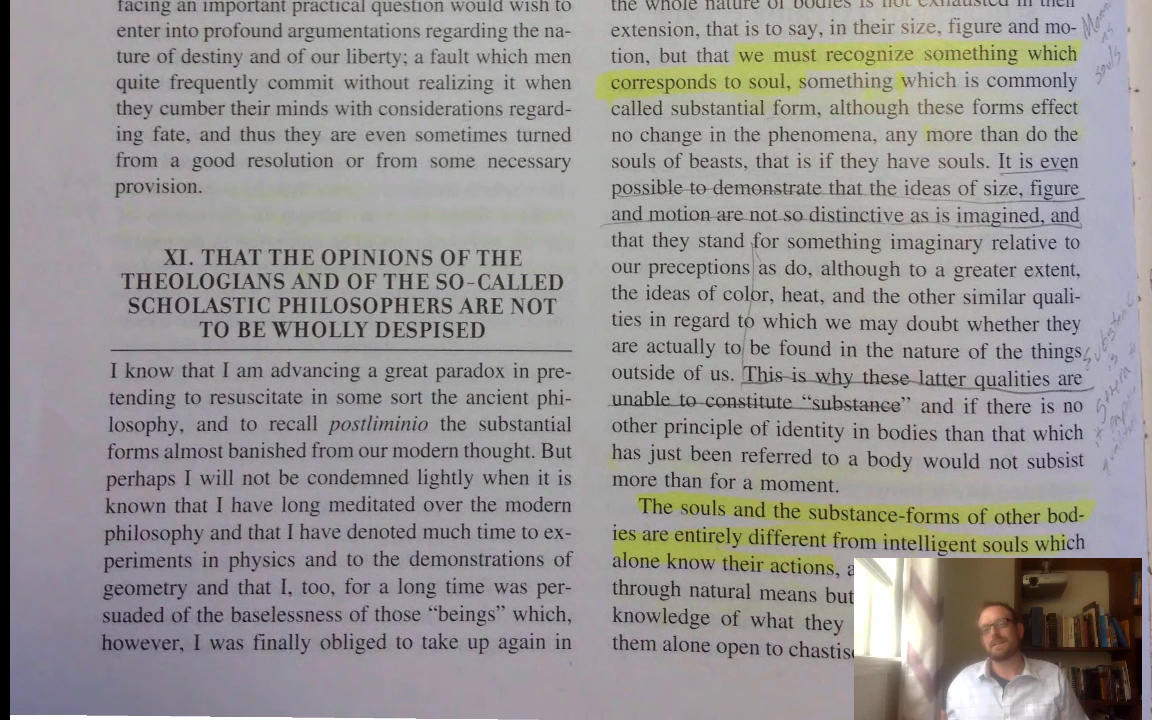 facing an important practical question would wish to
enter into profound argumentations regarding the na-
ture of destiny and of our liberty; a fault which men
quite frequently commit without realizing it when
they cumber their minds with considerations regard-
ing fate, and thus they are even sometimes turned
from a good resolution or from some necessary
provision.
XI. THAT THE OPINIONS OF THE
THEOLOGIANS AND OF THE SO-CALLED
SCHOLASTIC PHILOSOPHERS ARE NOT
TO BE WHOLLY DESPISED
I know that I am advancing a great paradox in pre-
tending to resuscitate in some sort the ancient phi-
losophy, and to recall postliminio the substantial
forms almost banished from our modern thought. But
perhaps I will not be condemned lightly when it is
known that I have long meditated over the modern
philosophy and that I have denoted much time to ex-
periments in physics and to the demonstrations of
geometry and that I, too, for a long time was per-
suaded of the baselessness of those “beings” which,
however, I was finally obliged to take up again in
the whole nature of bodies is not exhausted in their
extension, that is to say, in their size, figure and mo-
tion, but that we must recognize something which
corresponds to soul, something which is commonly
called substantial form, although these forms effect
no change in the phenomena, any more than do the
souls of beasts, that is if they have souls. It is even
possible to demonstrate that the ideas of size, figure
and motion are not so distinctive as is imagined, and
that they stand for something imaginary relative to
our preceptions as do, although to a greater extent,
the ideas of color, heat, and the other similar quali-
ties in regard to which we may doubt whether they
are actually to be found in the nature of the things
outside of us. This is why these latter qualities are
unable to constitute “substance” and if there is no
other principle of identity in bodies than that which
has just been referred to a body would not subsist
more than for a moment.
The souls and the substance-forms of other bod-
ies are entirely different from intelligent souls which
alone know their actions, a
through natural means but
knowledge of what they
them alone open to chastis
as
souls